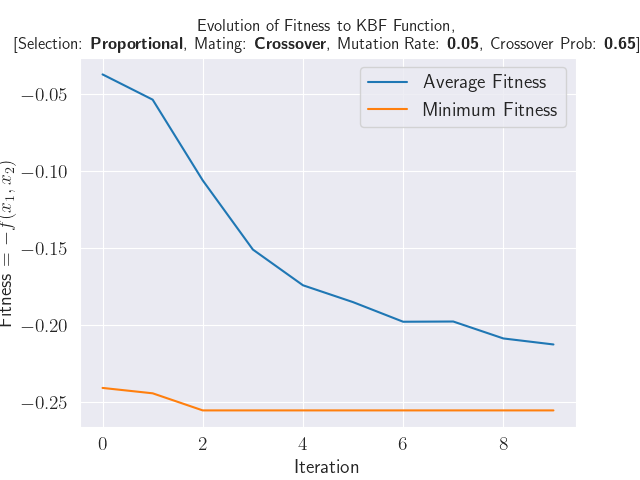 Evolution of Fitness to KBF Function,
[Selection: Proportional, Mating: Crossover, Mutation Rate: 0.05, Crossover Prob: 0.65]
Average Fitness
Minimum Fitness
−0.05
−0.10
−0.15
−0.20
−0.25
Fitness = −f(x₁, x₂)
0 2 4 6 8
Iteration